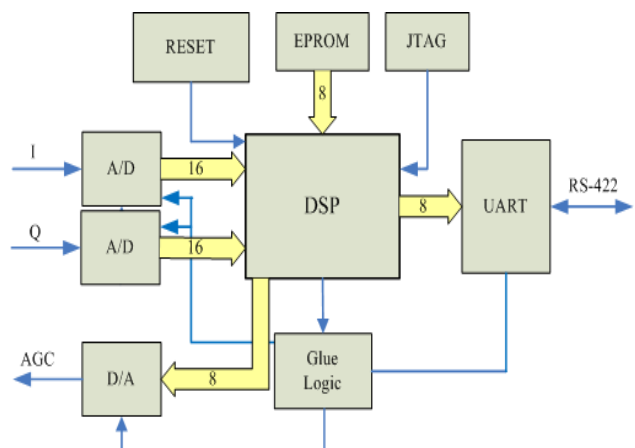 RESET
EPROM
JTAG
8
I
A/D
16
DSP
8
UART
RS-422
Q
A/D
16
AGC
D/A
8
Glue
Logic